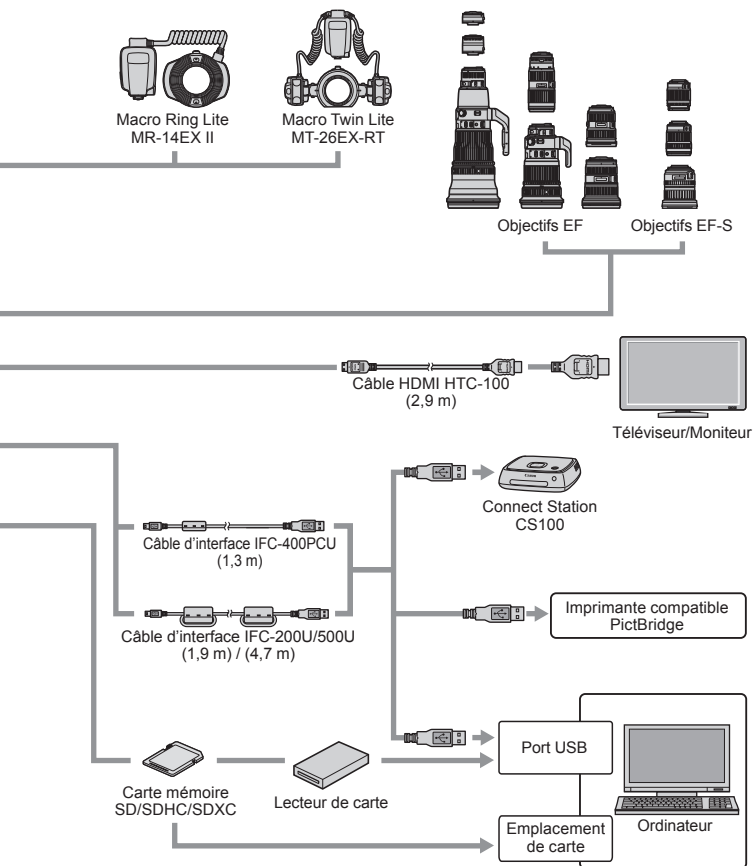 Macro Ring Lite
MR-14EX II
Macro Twin Lite
MT-26EX-RT
Objectifs EF
Objectifs EF-S
Câble HDMI HTC-100
(2,9 m)
Téléviseur/Moniteur
Connect Station
CS100
Câble d'interface IFC-400PCU
(1,3 m)
Câble d'interface IFC-200U/500U
(1,9 m) / (4,7 m)
Imprimante compatible
PictBridge
Port USB
Carte mémoire
SD/SDHC/SDXC
Lecteur de carte
Emplacement
de carte
Ordinateur